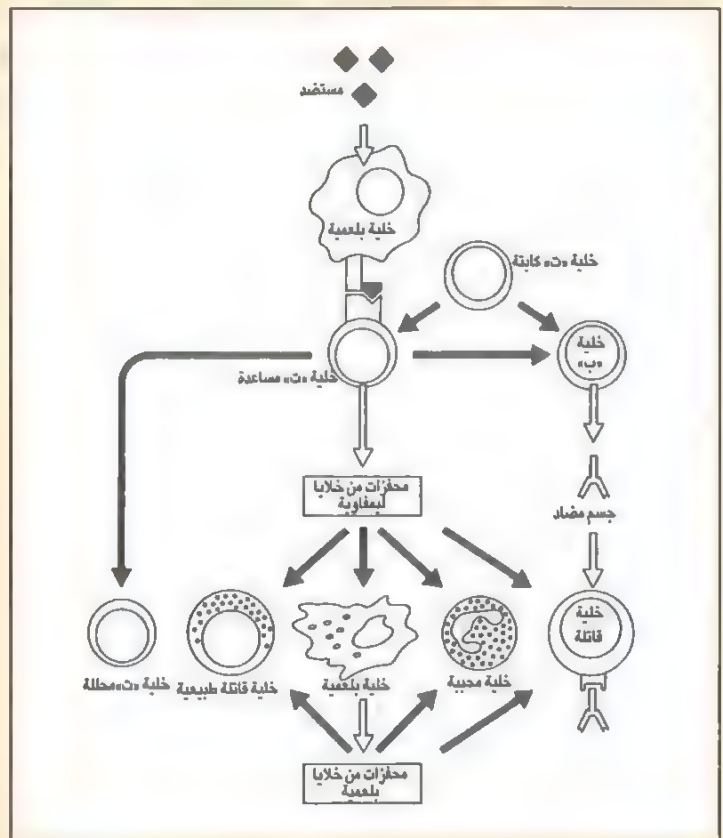 مستضد
خلية بلعمية
خلية «ت» كابتة
خلية
«ب»
خلية «ت» مساعدة
محفزات من خلايا
ليمفاوية
جسم مضاد
خلية
قاتلة
خلية «ت» محللة
خلية قاتلة طبيعية
خلية بلعمية
خلية محببة
محفزات من خلايا
بلعمية